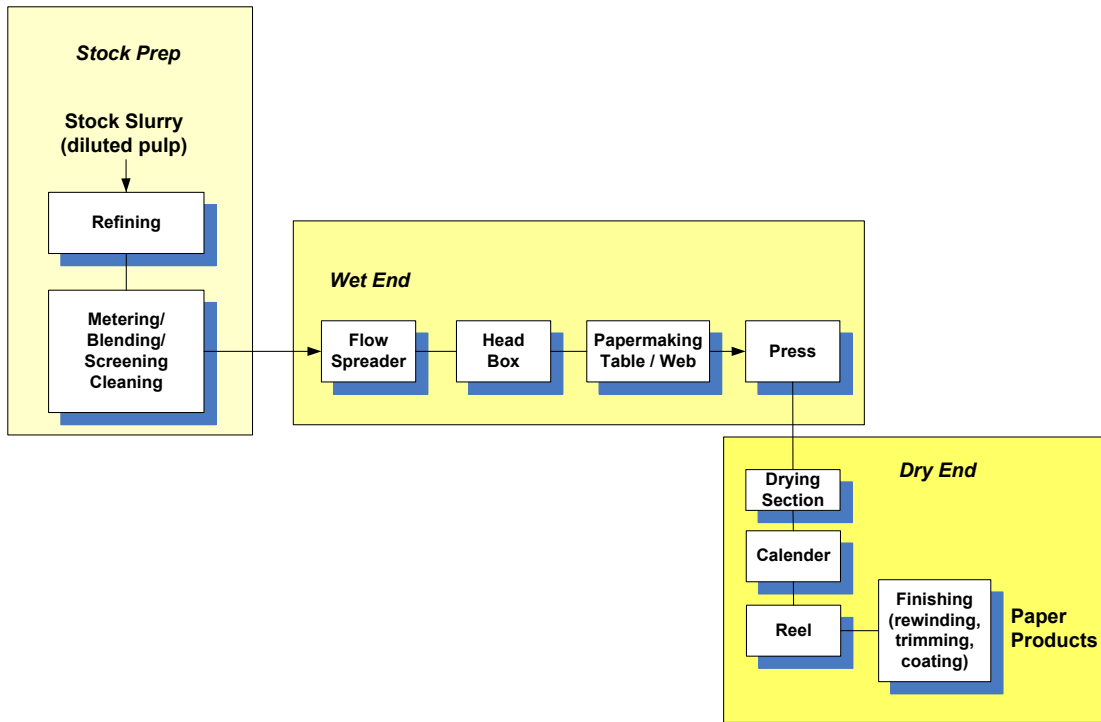 Stock Prep
Stock Slurry
(diluted pulp)
Refining
Metering/
Blending/
Screening
Cleaning
Wet End
Flow
Spreader
Head
Box
Papermaking
Table / Web
Press
Dry End
Drying
Section
Calender
Reel
Finishing
(rewinding,
trimming,
coating)
Paper
Products